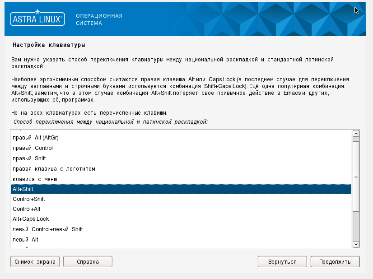 ASTRA LINUX
ОПЕРАЦИОННАЯ
СИСТЕМА
Настройка клавиатуры
Вам нужно указать способ переключения клавиатуры между национальной раскладкой и стандартной латинской
раскладкой.
Наиболее эргономичным способом считаются правая клавиша Alt или Caps Lock (в последнем случае для переключения
между заглавными и строчными буквами используется комбинация Shift+Caps Lock). Ещё одна популярная комбинация:
Alt+Shift; заметим, что в этом случае комбинация Alt+Shift потеряет своё привычное действие в Emacs и других,
использующих её, программах.
Не на всех клавиатурах есть перечисленные клавиши.
Способ переключения между национальной и латинской раскладкой:
правый Alt (AltGr)
правый Control
правый Shift
правая клавиша с логотипом
клавиша с меню
Alt+Shift
Control+Shift
Control+Alt
Alt+Caps Lock
левый Control+левый Shift
левый Alt
Снимок экрана
Справка
Вернуться
Продолжить